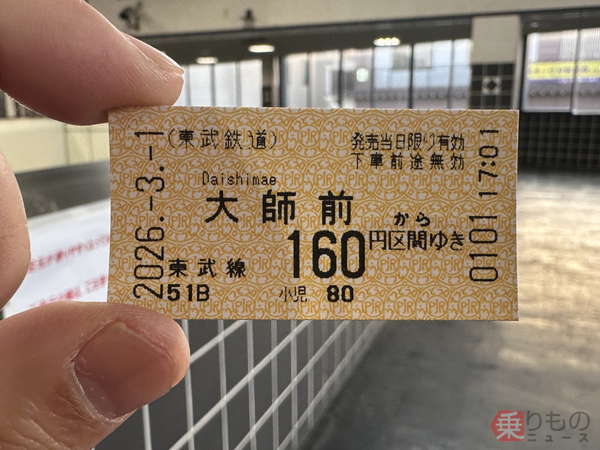 2026.-3.-1
(東武鉄道)
発売当日限り有効
下車前途無効
Daishimae
大師前から
東武線 160円区間ゆき
51B 小児 80
0101 17:01
乗りもの
ニュース